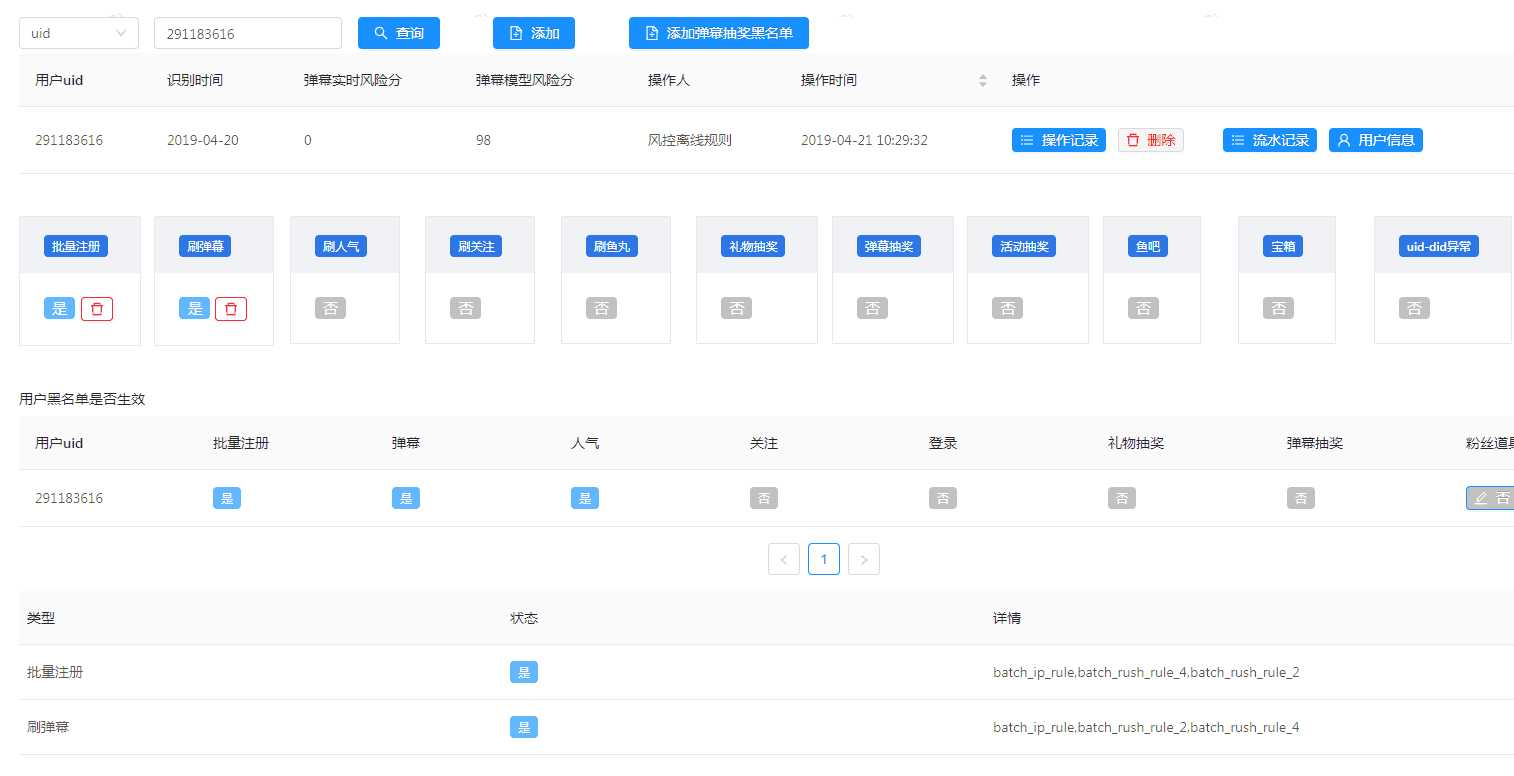 uid 291183616 查询 添加 添加弹幕抽奖黑名单
用户uid 识别时间 弹幕实时风险分 弹幕模型风险分 操作人 操作时间 操作
291183616 2019-04-20 0 98 风控离线规则 2019-04-21 10:29:32 操作记录 删除 流水记录 用户信息
批量注册 刷弹幕 刷人气 刷关注 刷鱼丸 礼物抽奖 弹幕抽奖 活动抽奖 鱼吧 宝箱 uid-did异常
是 是 否 否 否 否 否 否 否 否 否
用户黑名单是否生效
用户uid 批量注册 弹幕 人气 关注 登录 礼物抽奖 弹幕抽奖 粉丝道具
291183616 是 是 是 否 否 否 否 否
< 1 >
类型 状态 详情
批量注册 是 batch_ip_rule,batch_rush_rule_4,batch_rush_rule_2
刷弹幕 是 batch_ip_rule,batch_rush_rule_2,batch_rush_rule_4